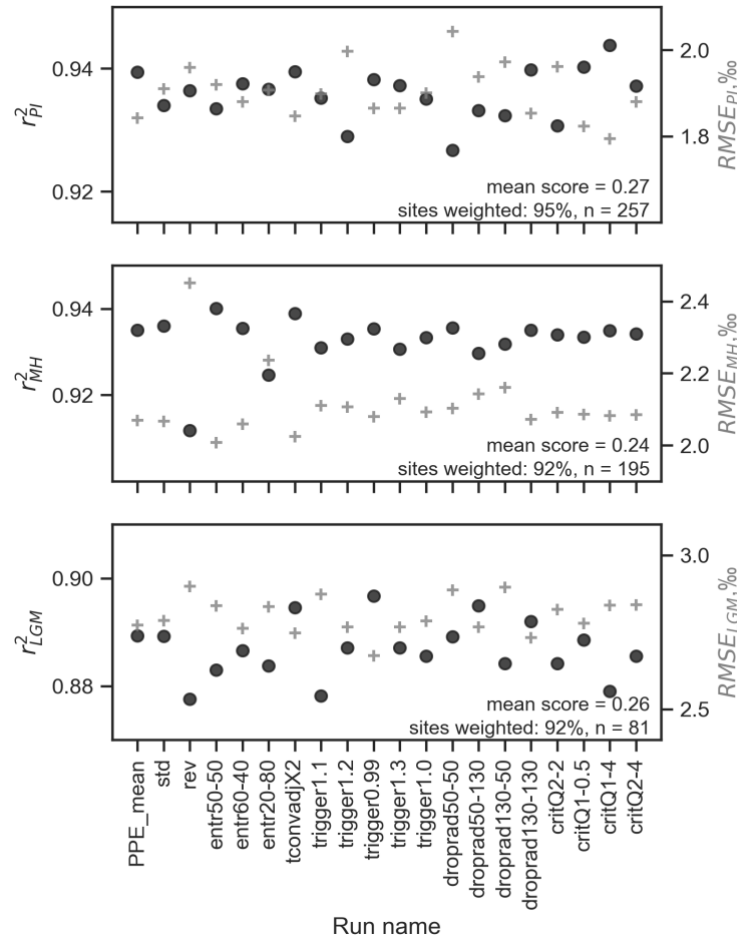 0.94
0.92
r²PI
2.0
1.8
RMSEPI,‰
mean score = 0.27
sites weighted: 95%, n = 257
0.94
0.92
r²MH
2.4
2.2
2.0
RMSEMH,‰
mean score = 0.24
sites weighted: 92%, n = 195
0.90
0.88
r²LGM
3.0
2.5
RMSELGM,‰
mean score = 0.26
sites weighted: 92%, n = 81
PPE_mean
std
rev
entr50-50
entr60-40
entr20-80
tconvadjX2
trigger1.1
trigger1.2
trigger0.99
trigger1.3
trigger1.0
droprad50-50
droprad50-130
droprad130-50
droprad130-130
critQ2-2
critQ1-0.5
critQ1-4
critQ2-4
Run name